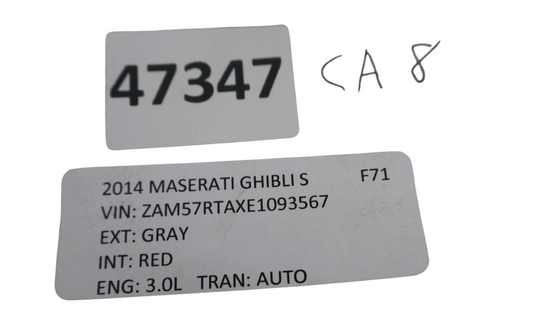 47347 CA 8
2014 MASERATI GHIBLI S F71
VIN: ZAM57RTAXE1093567
EXT: GRAY
INT: RED
ENG: 3.0L TRAN: AUTO